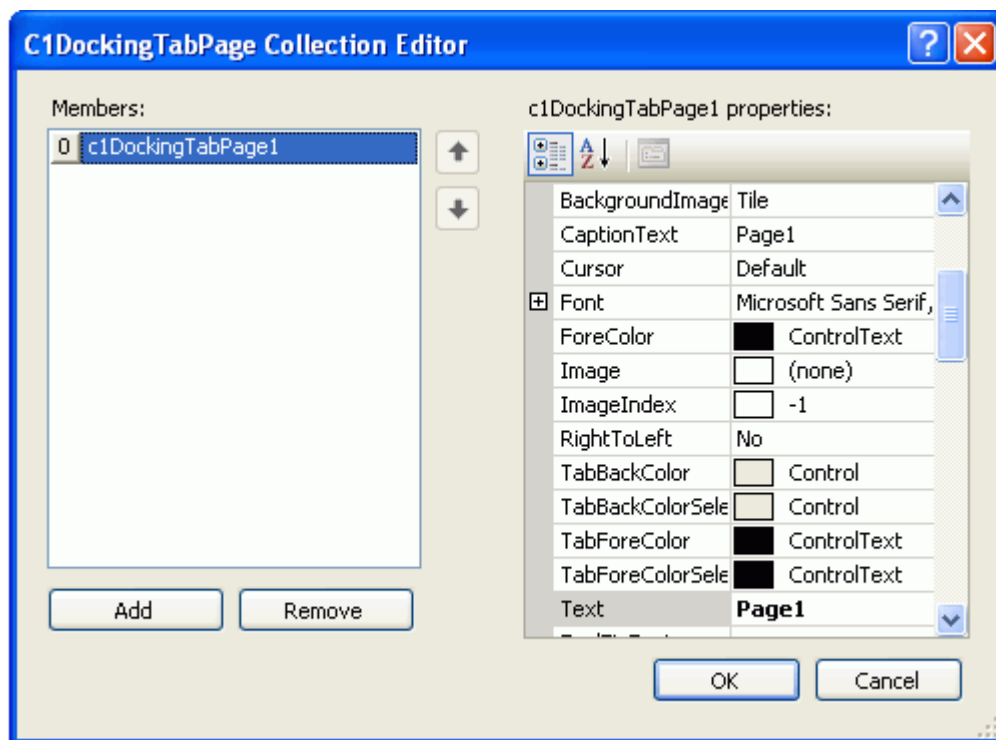 C1DockingTabPage Collection Editor
Members:
0 c1DockingTabPage1
Add Remove
c1DockingTabPage1 properties:
BackgroundImage Tile
CaptionText Page1
Cursor Default
Font Microsoft Sans Serif,
ForeColor ControlText
Image (none)
ImageIndex -1
RightToLeft No
TabBackColor Control
TabBackColorSele Control
TabForeColor ControlText
TabForeColorSele ControlText
Text Page1
OK Cancel